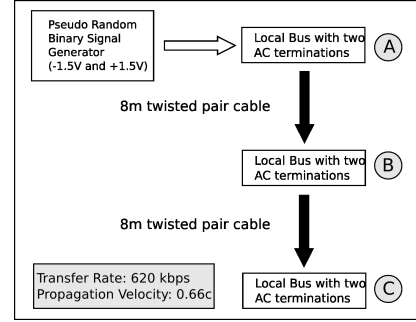 Pseudo Random
Binary Signal
Generator
(-1.5V and +1.5V)
Local Bus with two
AC terminations
A
8m twisted pair cable
Local Bus with two
AC terminations
B
8m twisted pair cable
Transfer Rate: 620 kbps
Propagation Velocity: 0.66c
Local Bus with two
AC terminations
C